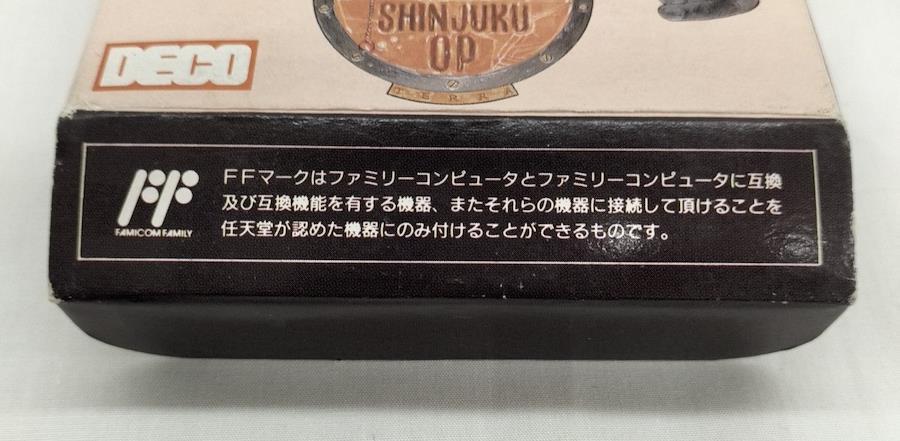 SHINJUKU
OP
TERRA
DECO
FFマークはファミリーコンピュータとファミリーコンピュータに互換
及び互換機能を有する機器、またそれらの機器に接続して頂けることを
任天堂が認めた機器にのみ付けることができるものです。
FF
FAMICOM FAMILY